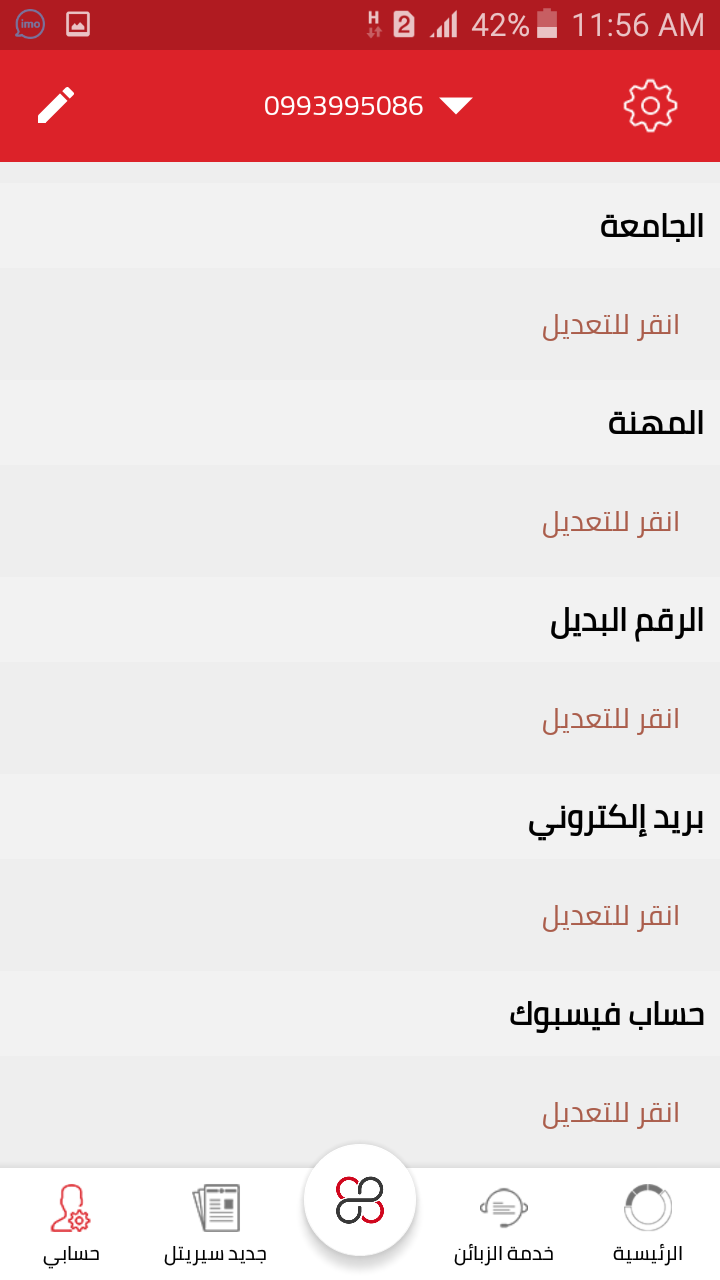 imo H 2 42% 11:56 AM
0993995086
الجامعة
انقر للتعديل
المهنة
انقر للتعديل
الرقم البديل
انقر للتعديل
بريد إلكتروني
انقر للتعديل
حساب فيسبوك
انقر للتعديل
الرئيسية
خدمة الزبائن
جديد سيريتل
حسابي